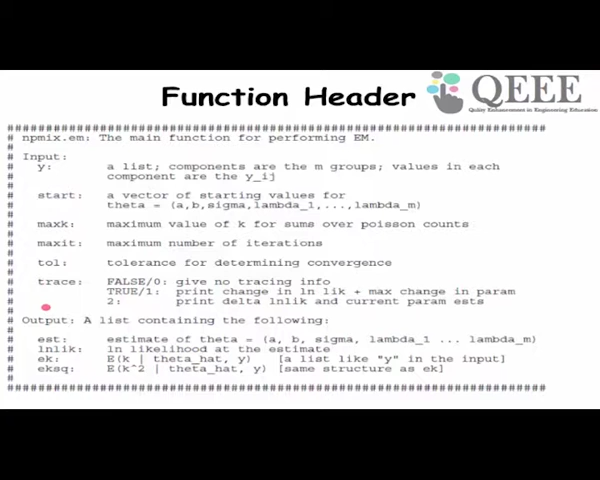 Function Header
QEEE
Quality Enhancement in Engineering Education
######################################################################
# npmix.em: The main function for performing EM.
#
# Input:
# y: a list; components are the m groups; values in each
# component are the y_ij
#
# start: a vector of starting values for
# theta = (a,b,sigma,lambda_1,...,lambda_m)
#
# maxk: maximum value of k for sums over poisson counts
#
# maxit: maximum number of iterations
#
# tol: tolerance for determining convergence
#
# trace: FALSE/0: give no tracing info
# TRUE/1: print change in ln lik + max change in param
# 2: print delta lnlik and current param ests
#
# Output: A list containing the following:
#
# est: estimate of theta = (a, b, sigma, lambda_1 ... lambda_m)
# lnlik: ln likelihood at the estimate
# ek: E(k | theta_hat, y) [a list like "y" in the input]
# eksq: E(k^2 | theta_hat, y) [same structure as ek]
#
######################################################################